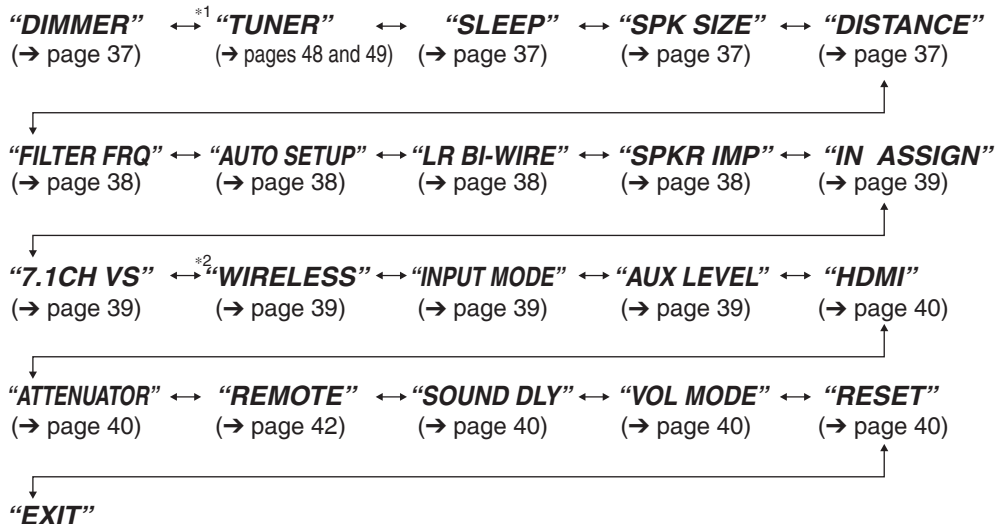 “DIMMER” ↔ *1 “TUNER” ↔ “SLEEP” ↔ “SPK SIZE” ↔ “DISTANCE”
(➔ page 37) (➔ pages 48 and 49) (➔ page 37) (➔ page 37) (➔ page 37)
“FILTER FRQ” ↔ “AUTO SETUP” ↔ “LR BI-WIRE” ↔ “SPKR IMP” ↔ “IN ASSIGN”
(➔ page 38) (➔ page 38) (➔ page 38) (➔ page 38) (➔ page 39)
“7.1CH VS” ↔ *2 “WIRELESS” ↔ “INPUT MODE” ↔ “AUX LEVEL” ↔ “HDMI”
(➔ page 39) (➔ page 39) (➔ page 39) (➔ page 39) (➔ page 40)
“ATTENUATOR” ↔ “REMOTE” ↔ “SOUND DLY” ↔ “VOL MODE” ↔ “RESET”
(➔ page 40) (➔ page 42) (➔ page 40) (➔ page 40) (➔ page 40)
“EXIT”